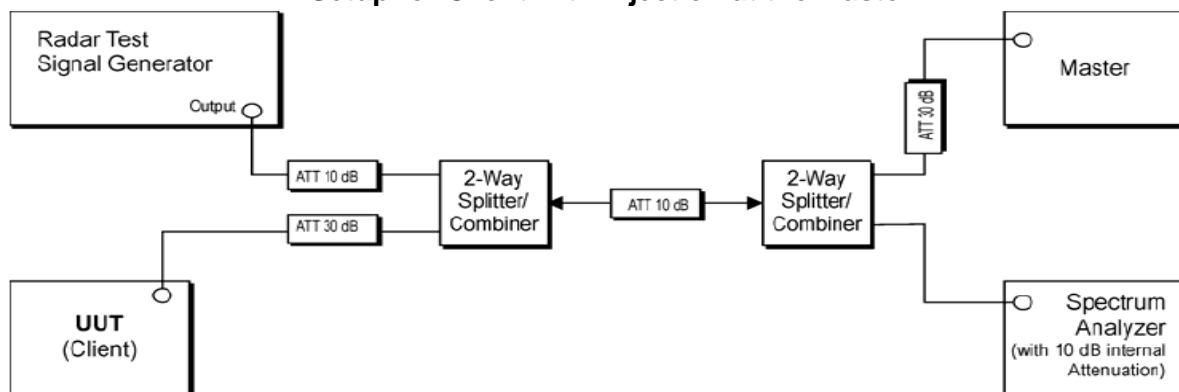 Radar Test
Signal Generator
Output
ATT 10 dB
ATT 30 dB
UUT
(Client)
2-Way
Splitter/
Combiner
ATT 10 dB
2-Way
Splitter/
Combiner
ATT 30 dB
Master
Spectrum
Analyzer
(with 10 dB internal
Attenuation)